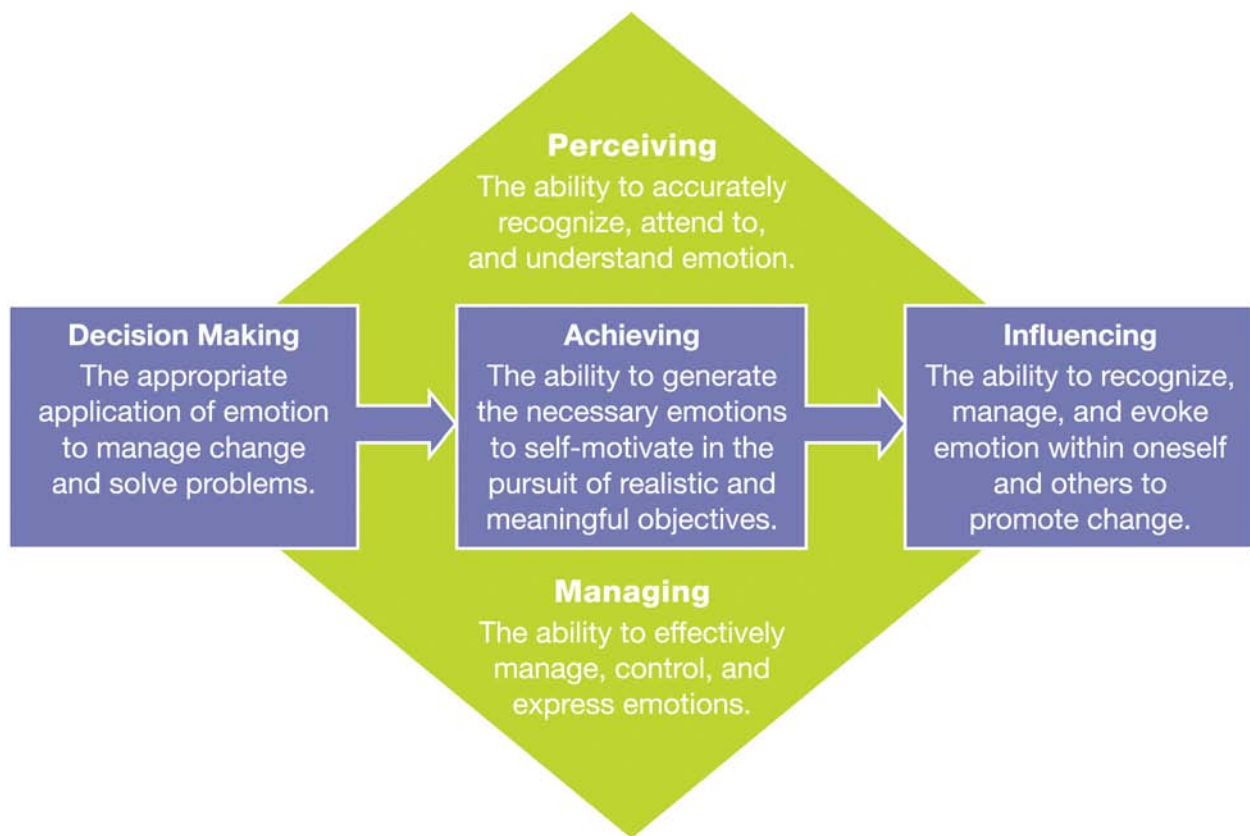 Perceiving
The ability to accurately
recognize, attend to,
and understand emotion.
Decision Making
The appropriate
application of emotion
to manage change
and solve problems.
Achieving
The ability to generate
the necessary emotions
to self-motivate in the
pursuit of realistic and
meaningful objectives.
Influencing
The ability to recognize,
manage, and evoke
emotion within oneself
and others to
promote change.
Managing
The ability to effectively
manage, control, and
express emotions.